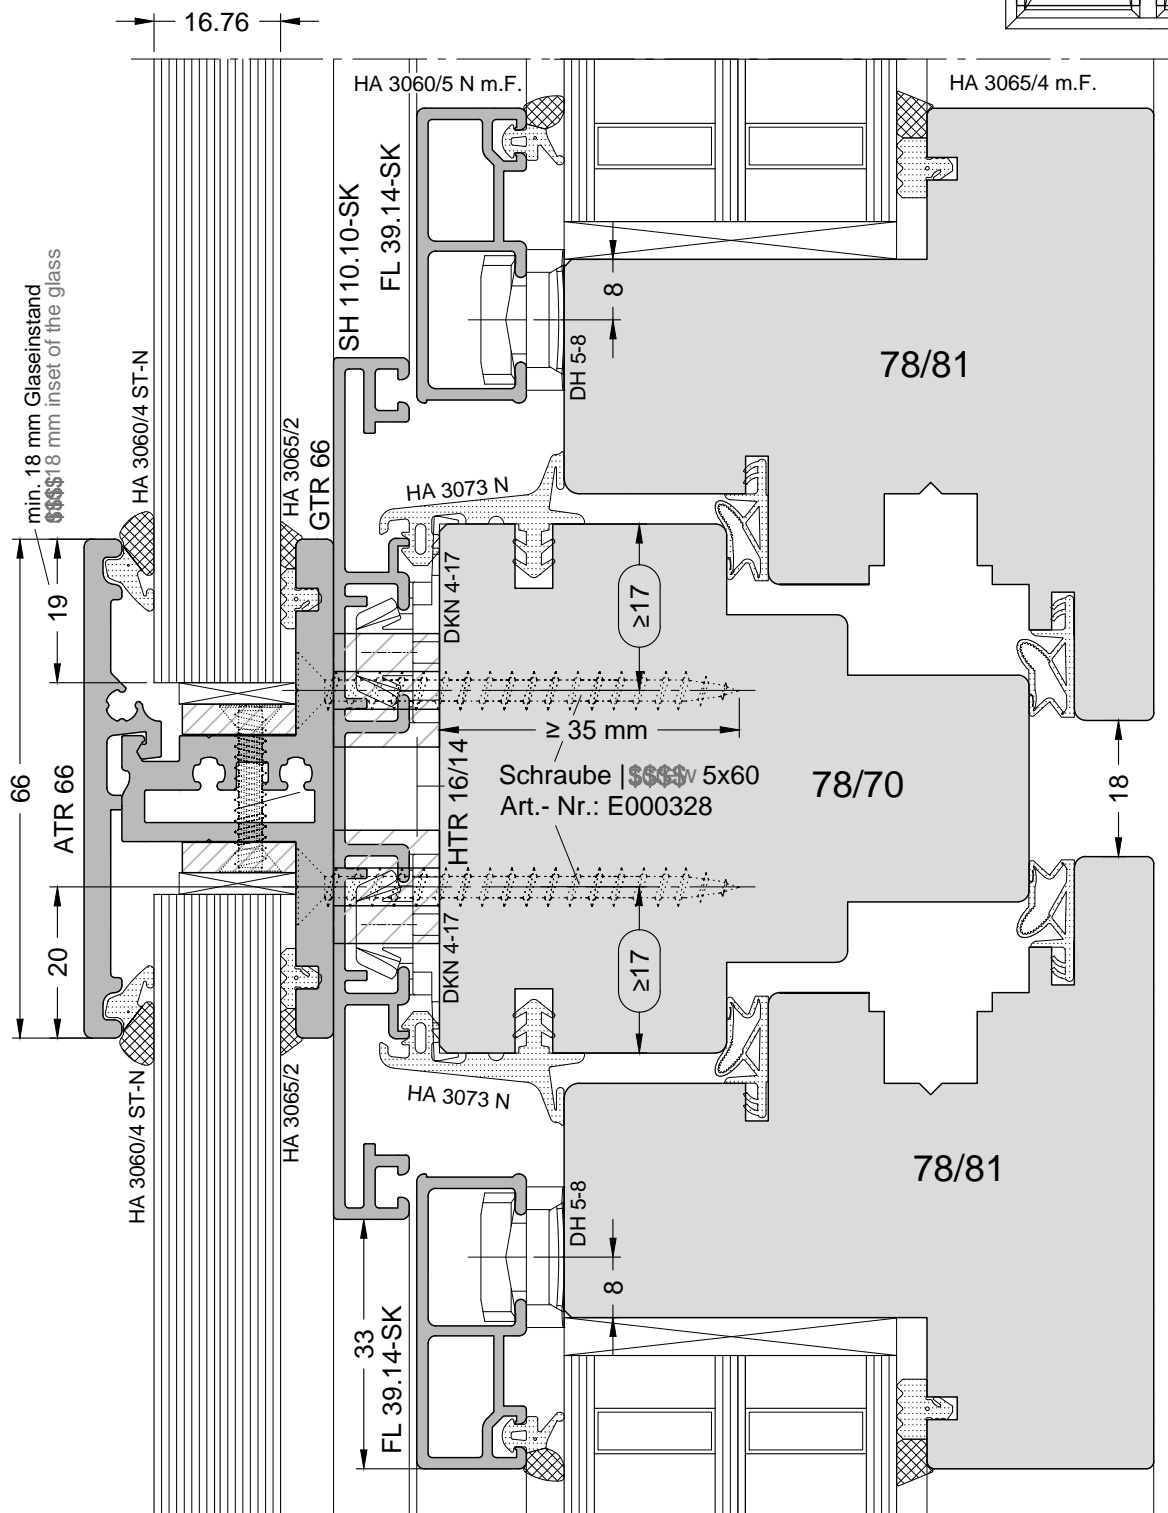 16.76
HA 3060/5 N m.F.
HA 3065/4 m.F.
SH 110.10-SK
FL 39.14-SK
min. 18 mm Glaseinstand
18 mm inset of the glass
HA 3060/4 ST-N
HA 3065/2
GTR 66
8
DH 5-8
78/81
HA 3073 N
DKN 4-17
≥17
19
66
ATR 66
≥ 35 mm
HTR 16/14
Schraube | 5x60
Art.- Nr.: E000328
78/70
18
20
DKN 4-17
≥17
HA 3060/4 ST-N
HA 3065/2
HA 3073 N
78/81
DH 5-8
8
33
FL 39.14-SK